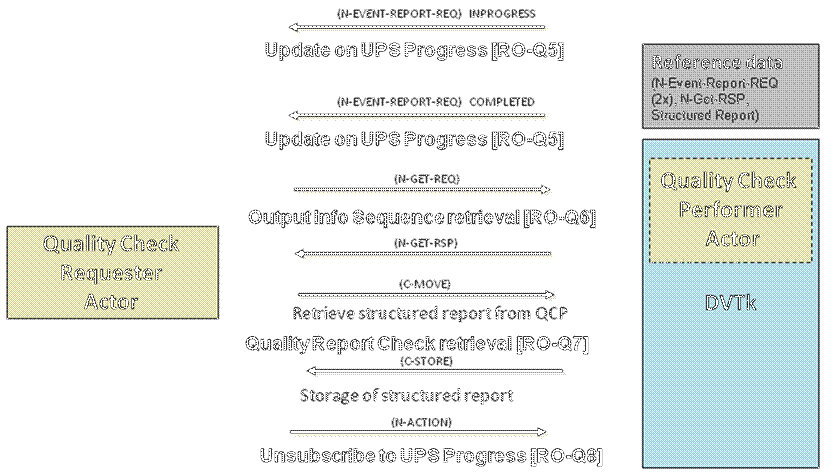 (N-EVENT-REPORT-REQ) INPROGRESS
Update on UPS Progress [RO-Q5]
(N-EVENT-REPORT-REQ) COMPLETED
Update on UPS Progress [RO-Q5]
(N-GET-REQ)
Output Info Sequence retrieval [RO-Q6]
(N-GET-RSP)
(C-MOVE)
Retrieve structured report from QCP
Quality Report Check retrieval [RO-Q7]
(C-STORE)
Storage of structured report
(N-ACTION)
Unsubscribe to UPS Progress [RO-Q8]
Quality Check
Requester
Actor
Reference data
(N-Event-Report-REQ
(2x), N-Get-RSP,
Structured Report)
Quality Check
Performer
Actor
DVTk